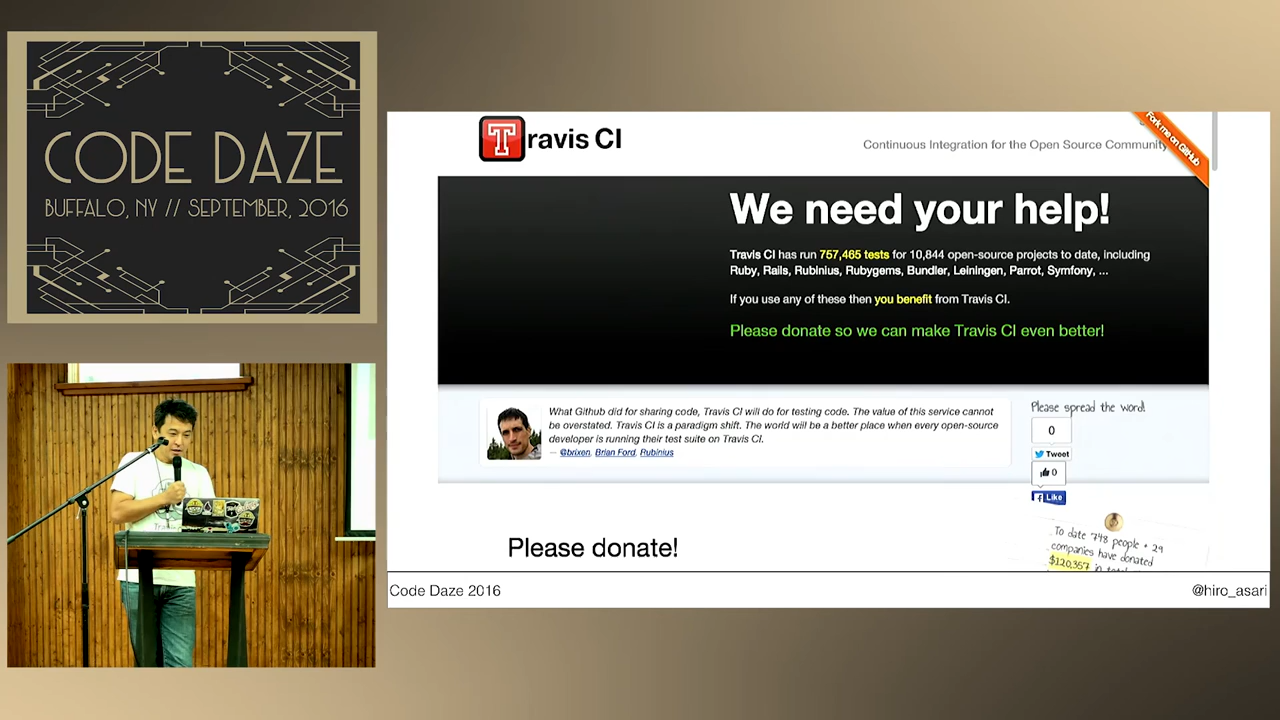 CODE DAZE
BUFFALO, NY // SEPTEMBER, 2016
Travis CI
Continuous Integration for the Open Source Community
Fork me on GitHub
We need your help!
Travis CI has run 757,465 tests for 10,844 open-source projects to date, including
Ruby, Rails, Rubinius, Rubygems, Bundler, Leiningen, Parrot, Symfony, ...
If you use any of these then you benefit from Travis CI.
Please donate so we can make Travis CI even better!
What Github did for sharing code, Travis CI will do for testing code. The value of this service cannot
be overstated. Travis CI is a paradigm shift. The world will be a better place when every open-source
developer is running their test suite on Travis CI.
— @brixen, Brian Ford, Rubinius
Please spread the word!
0
Tweet
0
Like
Please donate!
To date 748 people + 29
companies have donated
$120,357 in total
Code Daze 2016
@hiro_asari